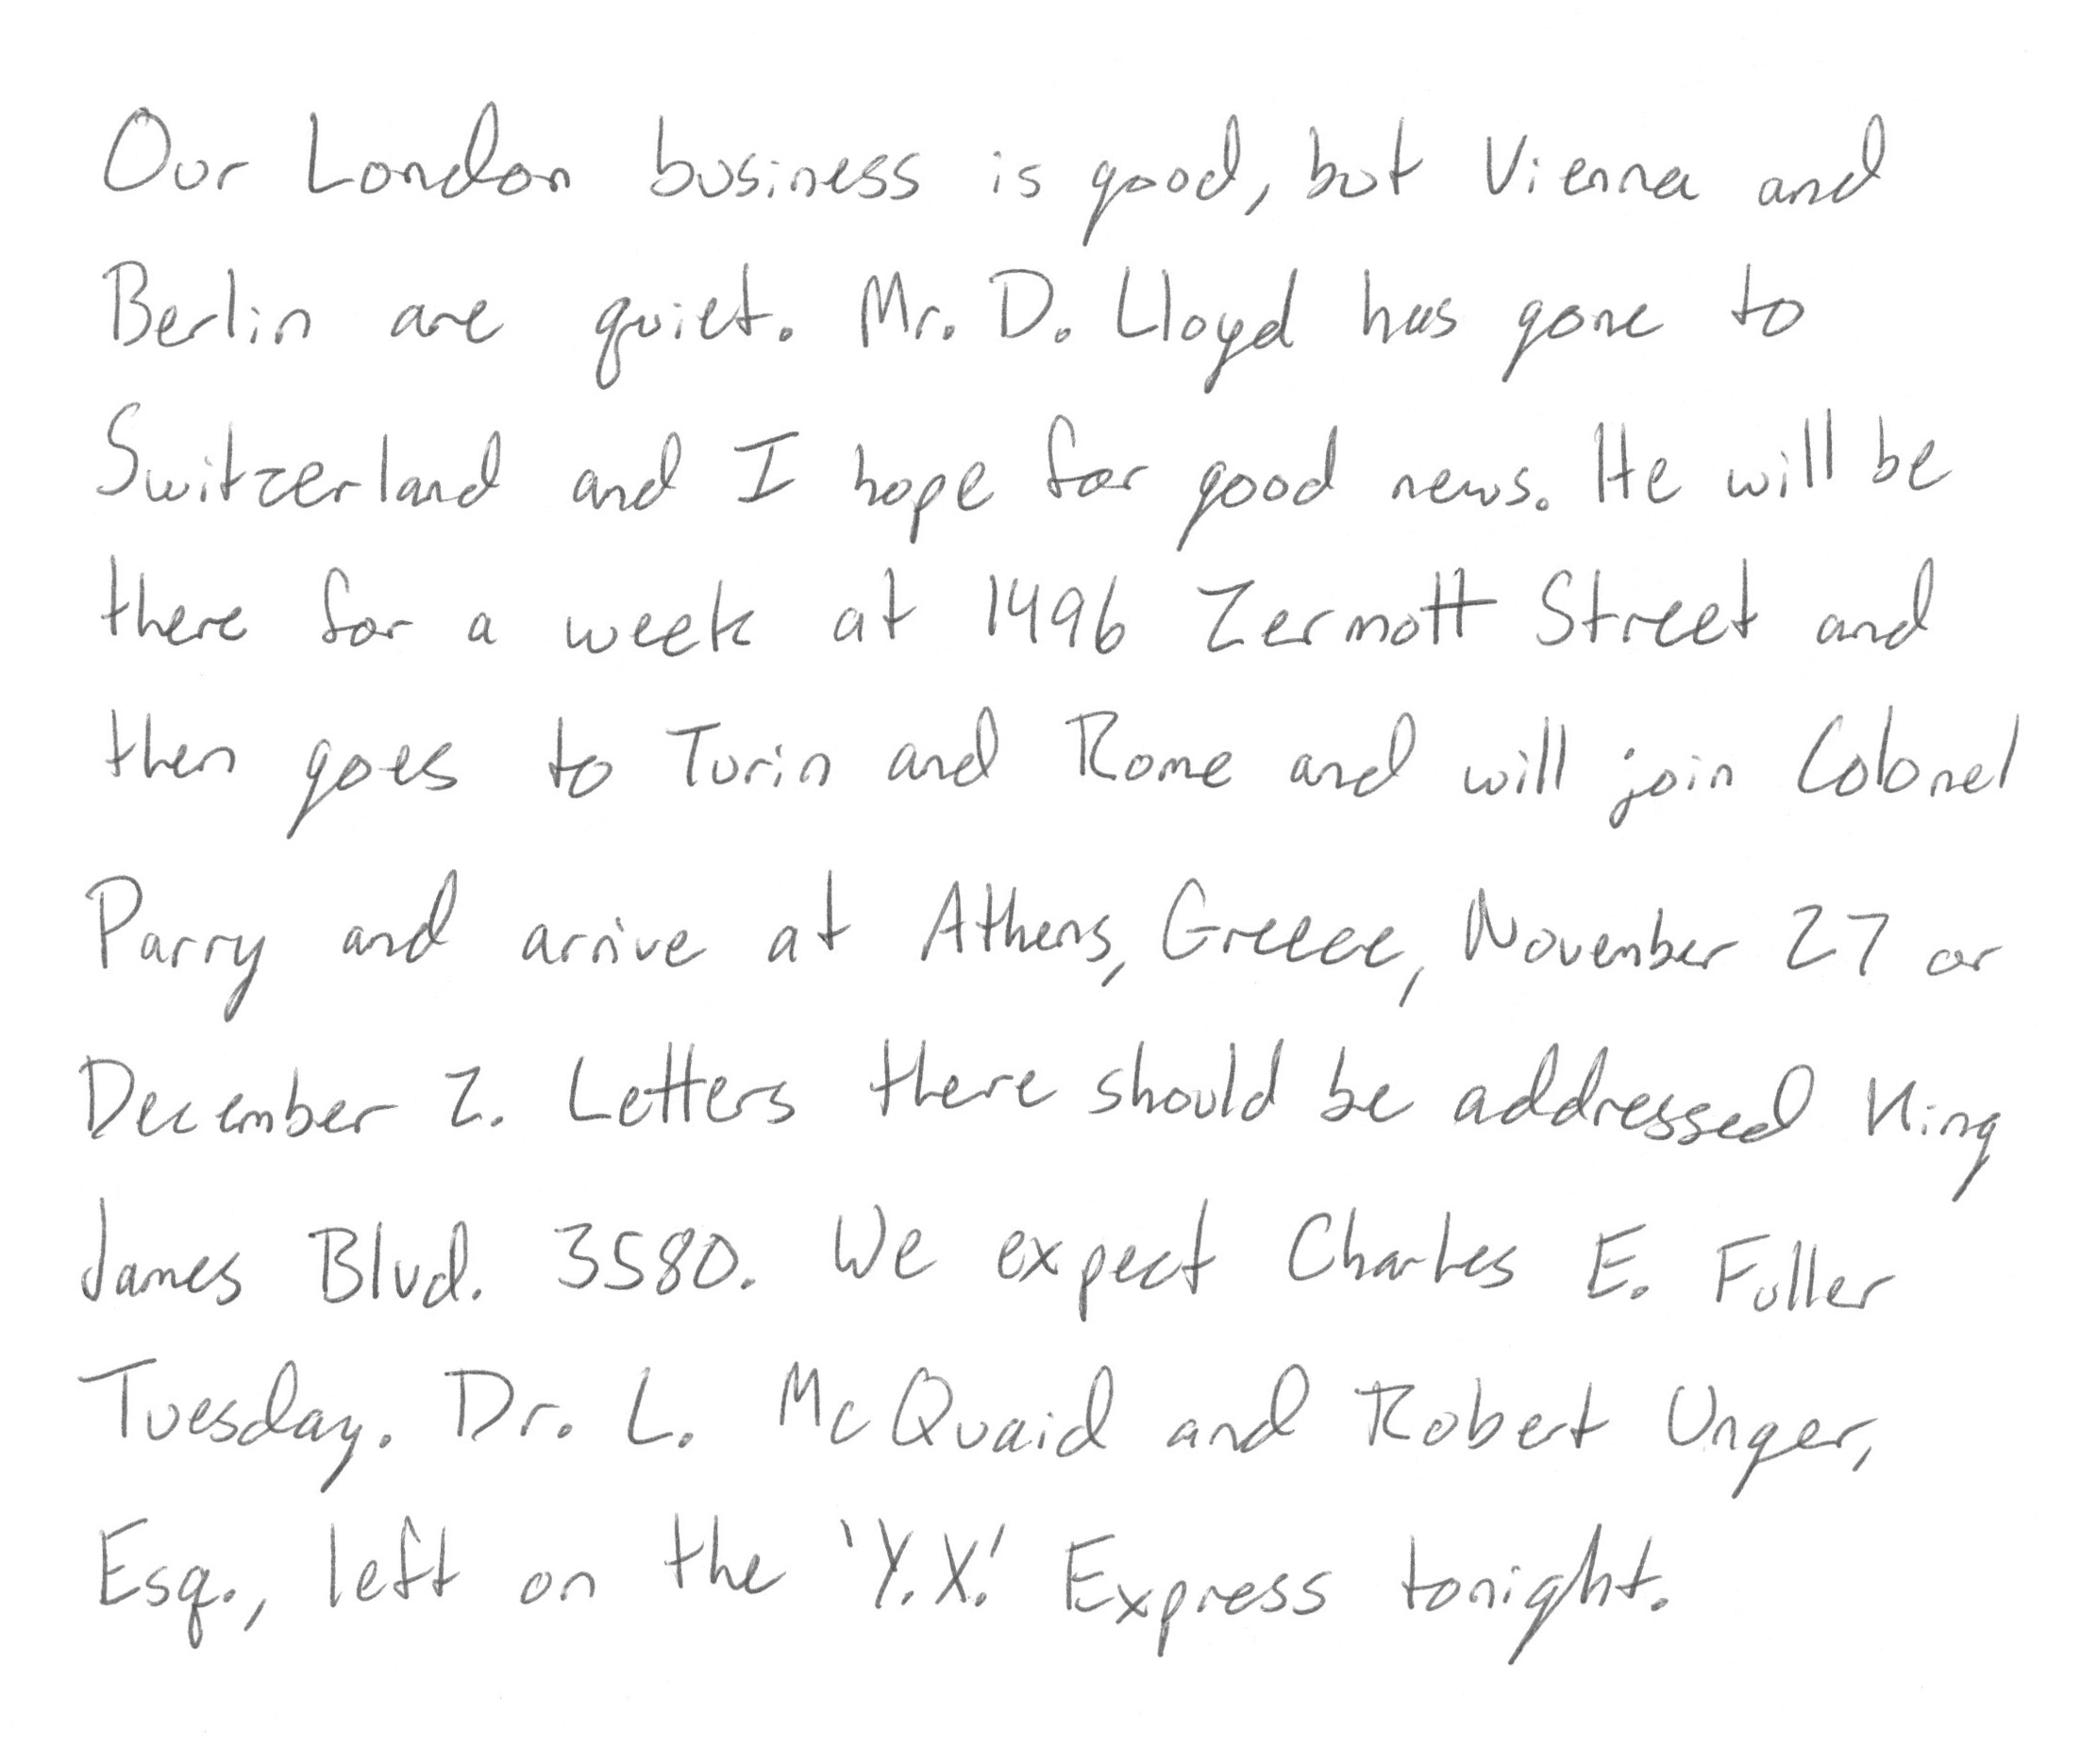 Our London business is good, but Vienna and
Berlin are quiet. Mr. D. Lloyd has gone to
Switzerland and I hope for good news. He will be
there for a week at 1496 Zermott Street and
then goes to Turin and Rome and will join Colonel
Parry and arrive at Athens, Greece, November 27 or
December 2. Letters there should be addressed King
James Blvd. 3580. We expect Charles E. Fuller
Tuesday. Dr. L. McQuaid and Robert Unger,
Esq., left on the 'Y.X.' Express tonight.